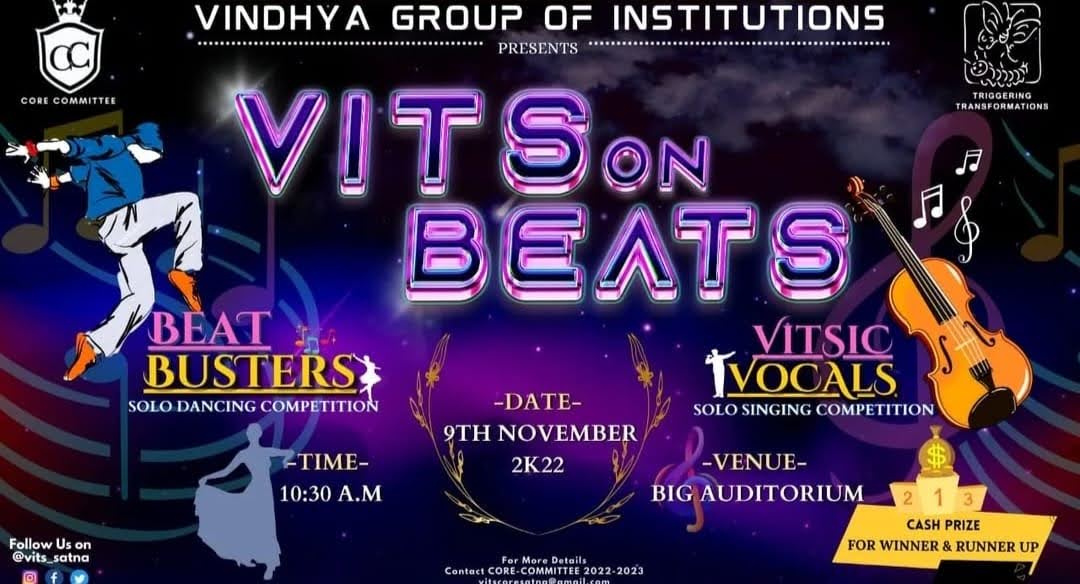 VINDHYA GROUP OF INSTITUTIONS
PRESENTS
CC
CORE COMMITTEE
TRIGGERING
TRANSFORMATIONS
VITS ON
BEATS
BEAT
BUSTERS
SOLO DANCING COMPETITION
VITSIC
VOCALS
SOLO SINGING COMPETITION
-DATE-
9TH NOVEMBER
2K22
-TIME-
10:30 A.M
-VENUE-
BIG AUDITORIUM
$
2 1 3
CASH PRIZE
FOR WINNER & RUNNER UP
Follow Us on
@vits_satna
For More Details
Contact CORE-COMMITTEE 2022-2023
vitscoresatna@gmail.com